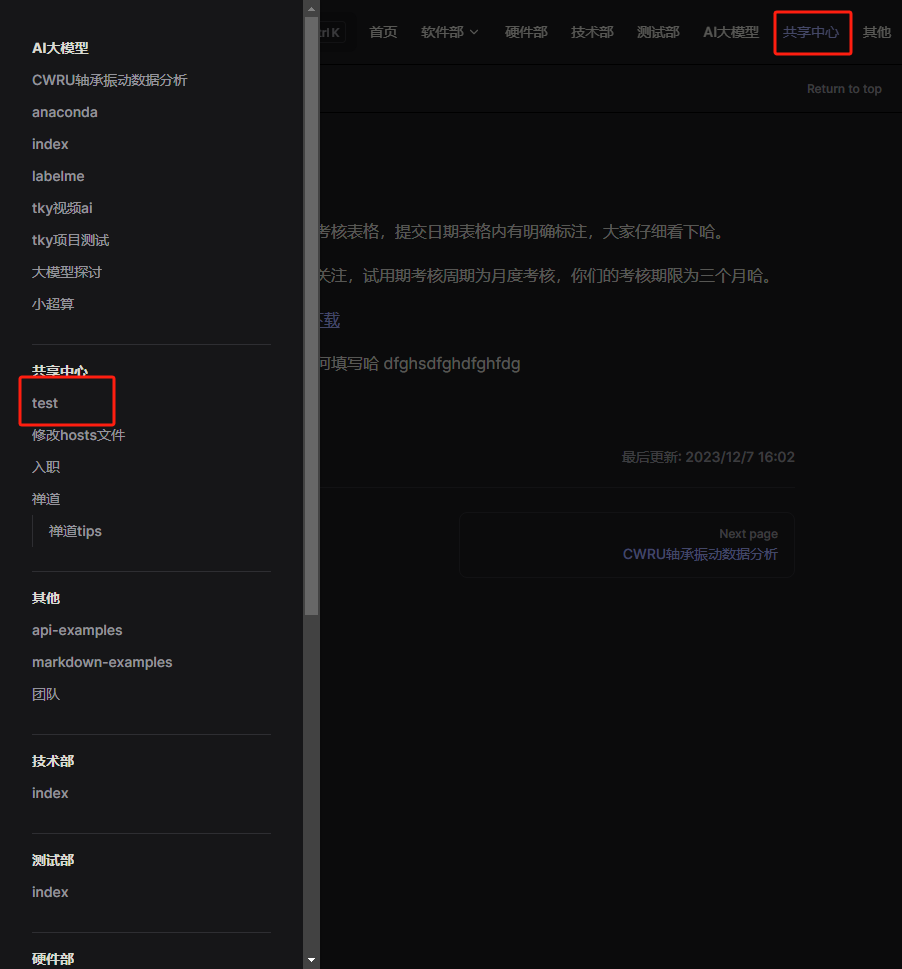 AI大模型
CWRU轴承振动数据分析
anaconda
index
labelme
tky视频ai
tky项目测试
大模型探讨
小超算
共享中心
test
修改hosts文件
入职
禅道
禅道tips
其他
api-examples
markdown-examples
团队
技术部
index
测试部
index
硬件部
K
首页
软件部
硬件部
技术部
测试部
AI大模型
共享中心
其他
Return to top
考核表格，提交日期表格内有明确标注，大家仔细看下哈。
关注，试用期考核周期为月度考核，你们的考核期限为三个月哈。
下载
何填写哈 dfghsdfghdfghfdg
最后更新: 2023/12/7 16:02
Next page
CWRU轴承振动数据分析